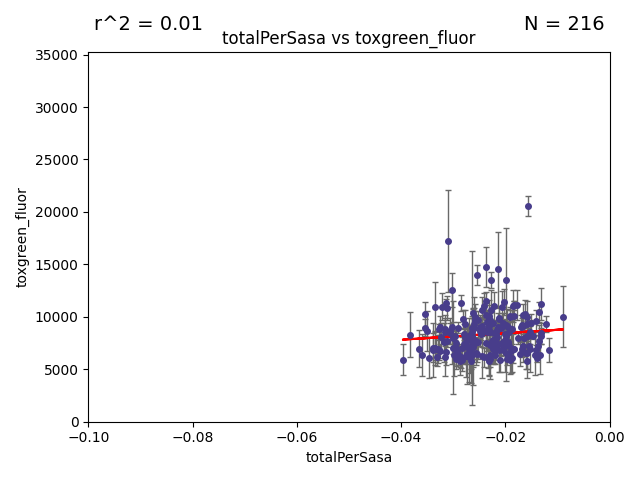 r^2 = 0.01
N = 216
totalPerSasa vs toxgreen_fluor
35000
30000
25000
20000
15000
10000
5000
0
toxgreen_fluor
−0.10
−0.08
−0.06
−0.04
−0.02
0.00
totalPerSasa